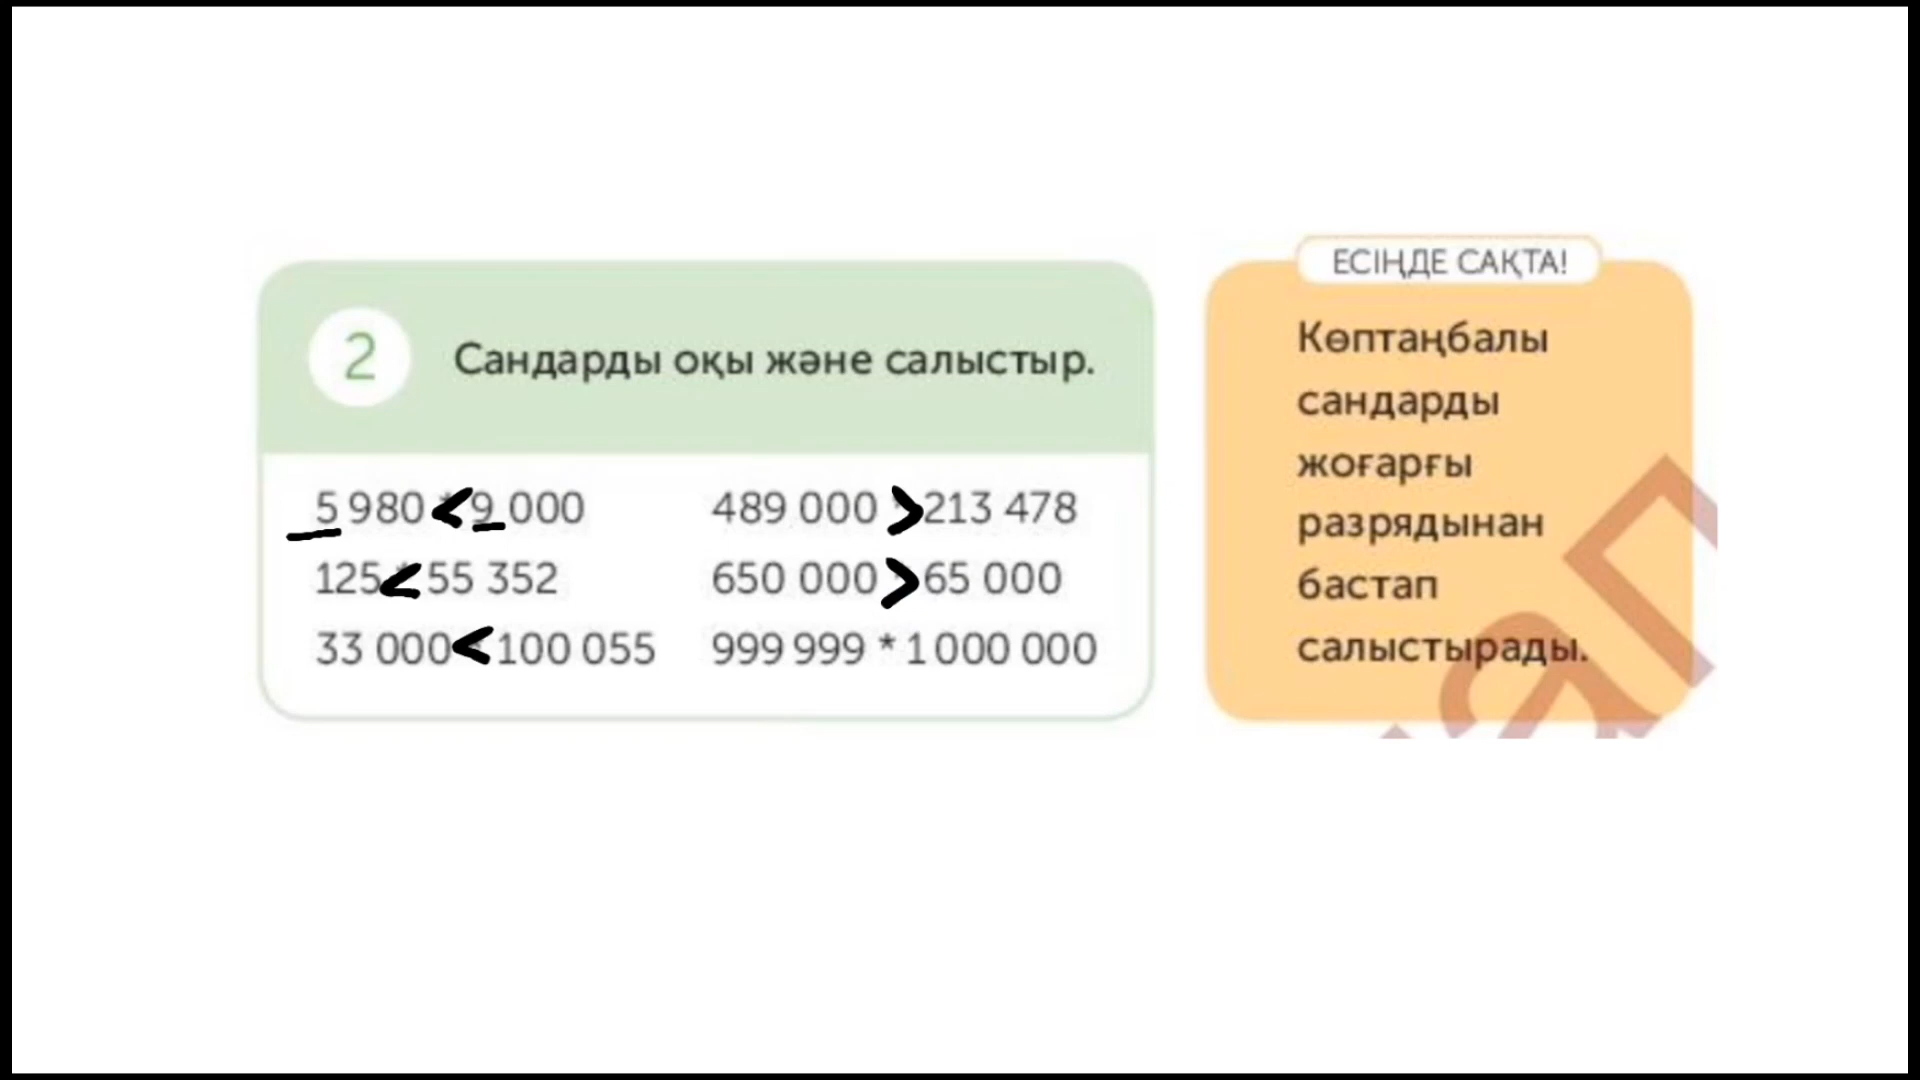 2
Сандарды оқы және салыстыр.
5 980 < 9 000
125 < 55 352
33 000 < 100 055
489 000 > 213 478
650 000 > 65 000
999 999 * 1 000 000
ЕСІҢДЕ САҚТА!
Көптаңбалы
сандарды
жоғарғы
разрядынан
бастап
салыстырады.